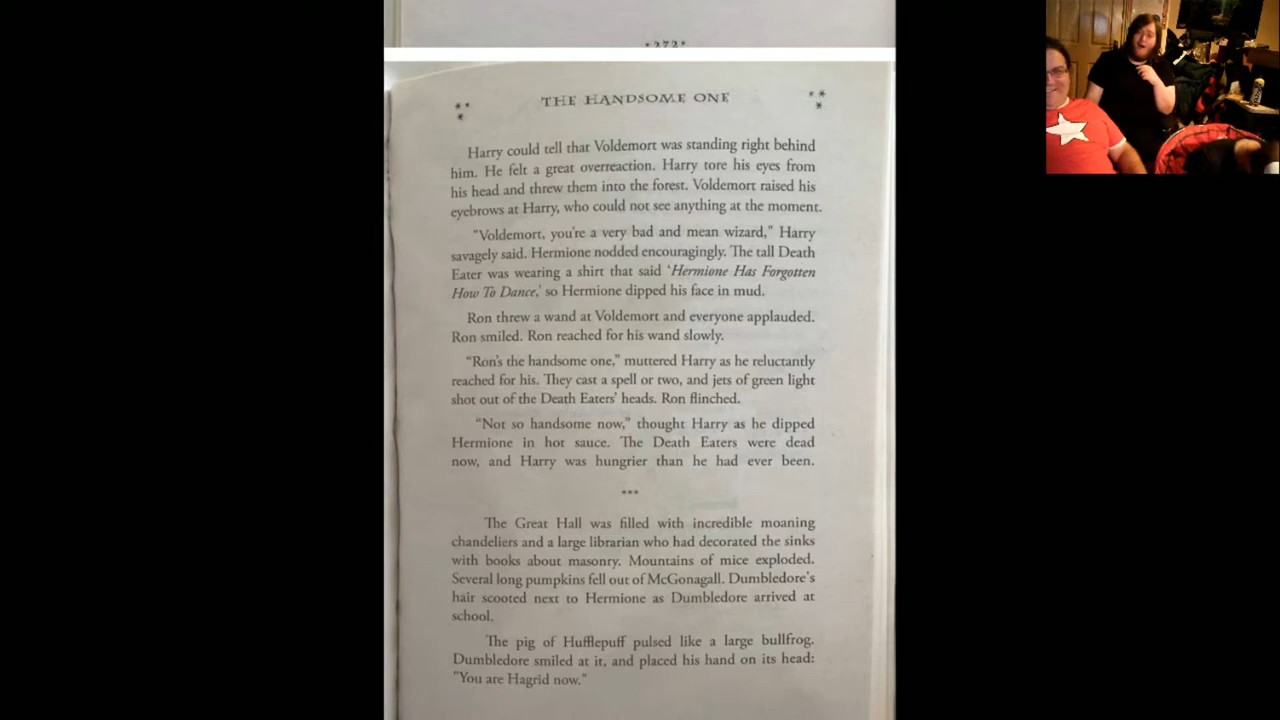 *272*
THE HANDSOME ONE
Harry could tell that Voldemort was standing right behind
him. He felt a great overreaction. Harry tore his eyes from
his head and threw them into the forest. Voldemort raised his
eyebrows at Harry, who could not see anything at the moment.
"Voldemort, you're a very bad and mean wizard," Harry
savagely said. Hermione nodded encouragingly. The tall Death
Eater was wearing a shirt that said ‘Hermione Has Forgotten
How To Dance,’ so Hermione dipped his face in mud.
Ron threw a wand at Voldemort and everyone applauded.
Ron smiled. Ron reached for his wand slowly.
"Ron's the handsome one," muttered Harry as he reluctantly
reached for his. They cast a spell or two, and jets of green light
shot out of the Death Eaters' heads. Ron flinched.
"Not so handsome now," thought Harry as he dipped
Hermione in hot sauce. The Death Eaters were dead
now, and Harry was hungrier than he had ever been.
***
The Great Hall was filled with incredible moaning
chandeliers and a large librarian who had decorated the sinks
with books about masonry. Mountains of mice exploded.
Several long pumpkins fell out of McGonagall. Dumbledore's
hair scooted next to Hermione as Dumbledore arrived at
school.
The pig of Hufflepuff pulsed like a large bullfrog.
Dumbledore smiled at it, and placed his hand on its head:
"You are Hagrid now."